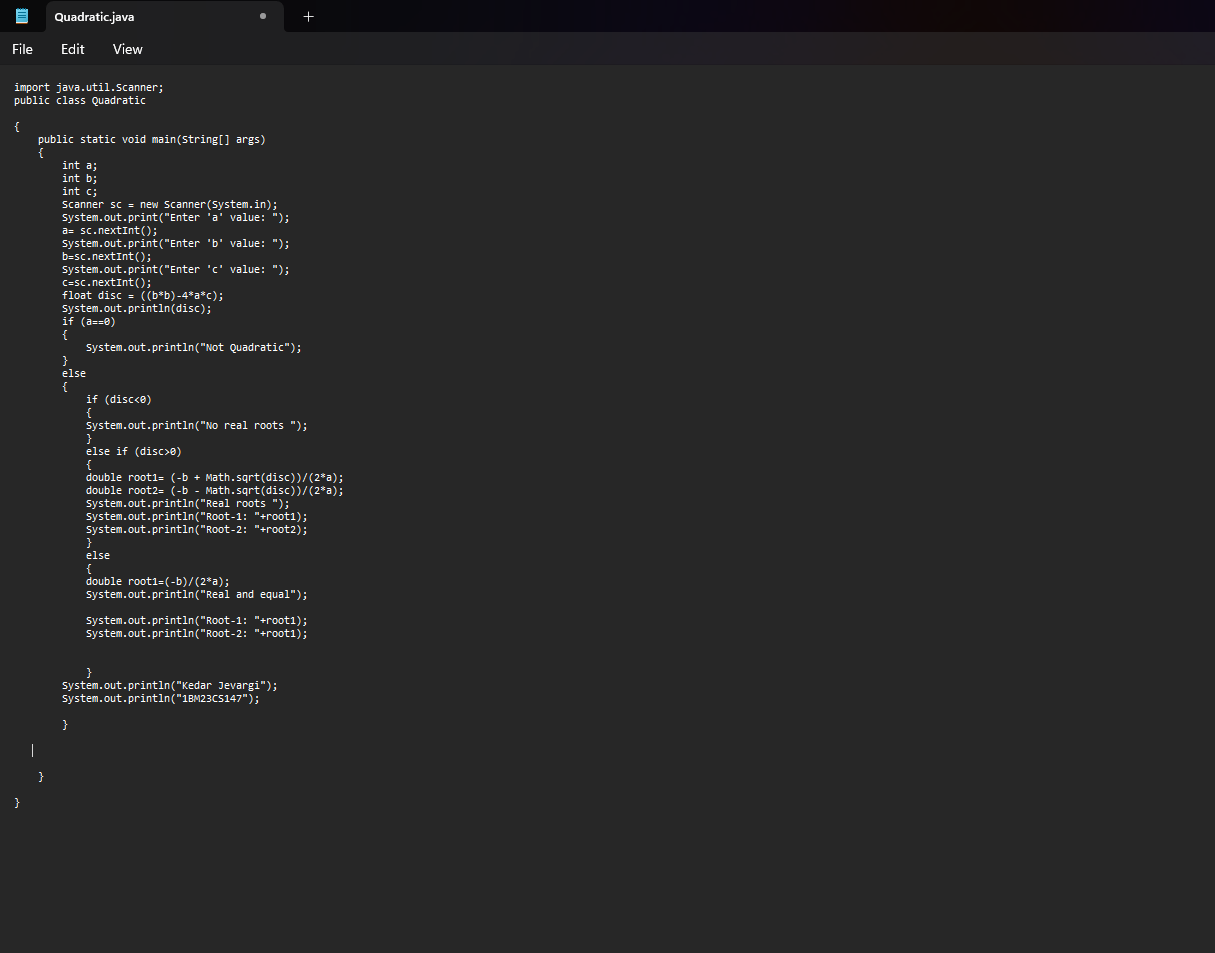 Quadratic.java
File Edit View
import java.util.Scanner;
public class Quadratic
{
    public static void main(String[] args)
    {
        int a;
        int b;
        int c;
        Scanner sc = new Scanner(System.in);
        System.out.print("Enter 'a' value: ");
        a= sc.nextInt();
        System.out.print("Enter 'b' value: ");
        b=sc.nextInt();
        System.out.print("Enter 'c' value: ");
        c=sc.nextInt();
        float disc = ((b*b)-4*a*c);
        System.out.println(disc);
        if (a==0)
        {
            System.out.println("Not Quadratic");
        }
        else
        {
            if (disc<0)
            {
            System.out.println("No real roots ");
            }
            else if (disc>0)
            {
            double root1= (-b + Math.sqrt(disc))/(2*a);
            double root2= (-b - Math.sqrt(disc))/(2*a);
            System.out.println("Real roots ");
            System.out.println("Root-1: "+root1);
            System.out.println("Root-2: "+root2);
            }
            else
            {
            double root1=(-b)/(2*a);
            System.out.println("Real and equal");
            System.out.println("Root-1: "+root1);
            System.out.println("Root-2: "+root1);
            }
        System.out.println("Kedar Jevargi");
        System.out.println("1BM23CS147");
        }
    }
}